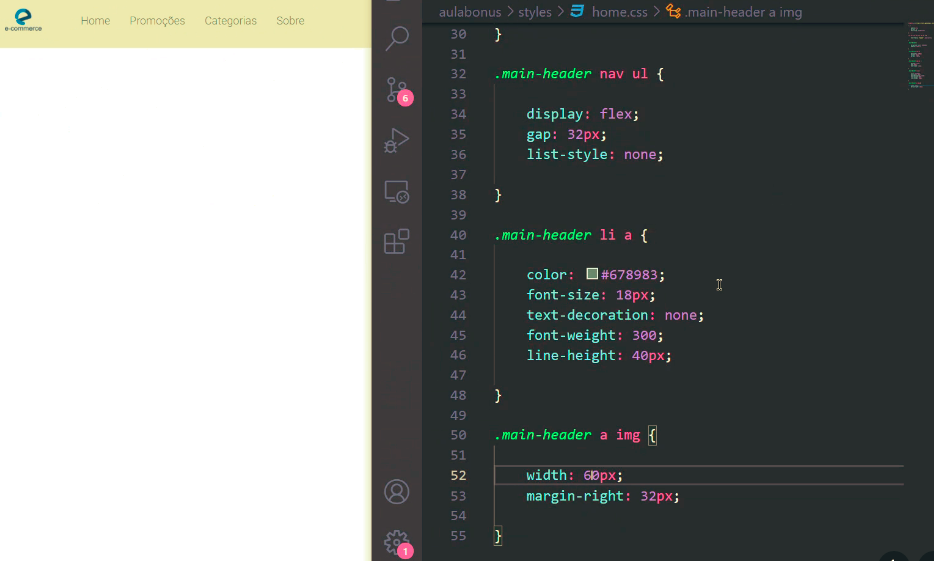 e-commerce
Home Promoções Categorias Sobre
6
1
aulabonus > styles > home.css > .main-header a img
30 }
31
32 .main-header nav ul {
33
34 display: flex;
35 gap: 32px;
36 list-style: none;
37
38 }
39
40 .main-header li a {
41
42 color: #678983;
43 font-size: 18px;
44 text-decoration: none;
45 font-weight: 300;
46 line-height: 40px;
47
48 }
49
50 .main-header a img {
51
52 width: 60px;
53 margin-right: 32px;
54
55 }